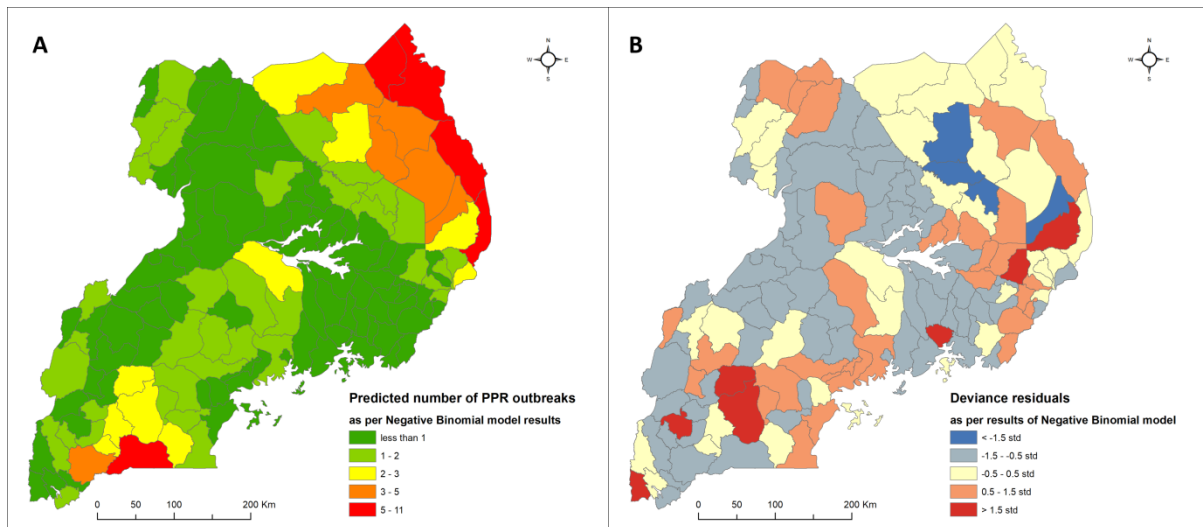 A
N
W E
S
Predicted number of PPR outbreaks
as per Negative Binomial model results
less than 1
1 - 2
2 - 3
3 - 5
5 - 11
0 50 100 200 Km
B
N
W E
S
Deviance residuals
as per results of Negative Binomial model
< -1.5 std
-1.5 - -0.5 std
-0.5 - 0.5 std
0.5 - 1.5 std
> 1.5 std
0 50 100 200 Km